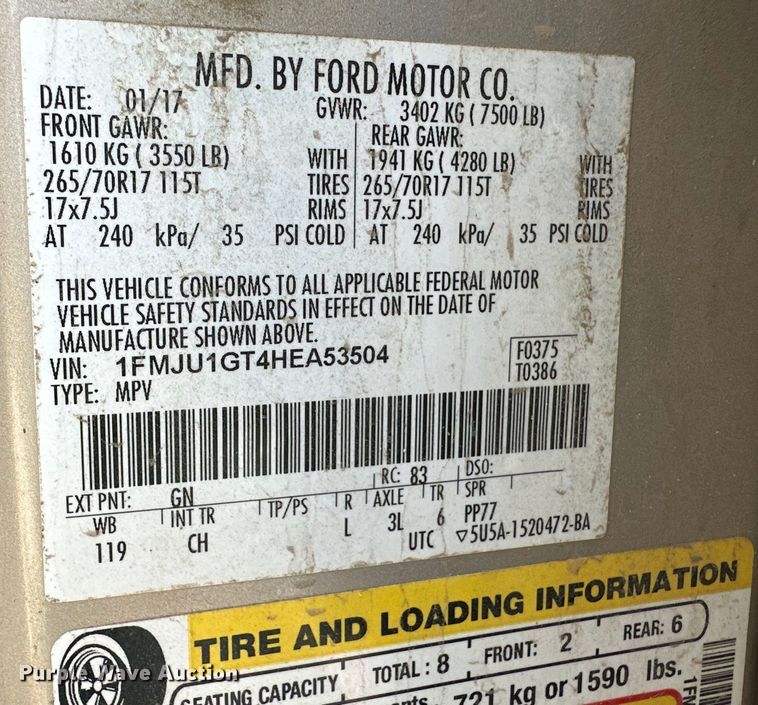 MFD. BY FORD MOTOR CO.
DATE: 01/17
GVWR: 3402 KG ( 7500 LB)
FRONT GAWR:
REAR GAWR:
1610 KG ( 3550 LB) WITH
1941 KG ( 4280 LB) WITH
265/70R17 115T TIRES
265/70R17 115T TIRES
17x7.5J RIMS
17x7.5J RIMS
AT 240 kPa/ 35 PSI COLD
AT 240 kPa/ 35 PSI COLD
THIS VEHICLE CONFORMS TO ALL APPLICABLE FEDERAL MOTOR
VEHICLE SAFETY STANDARDS IN EFFECT ON THE DATE OF
MANUFACTURE SHOWN ABOVE.
VIN: 1FMJU1GT4HEA53504
F0375
T0386
TYPE: MPV
EXT PNT: GN RC: 83 DSO:
WB INT TR TP/PS R AXLE TR SPR
119 CH L 3L 6 PP77
UTC ▽5U5A-1520472-BA
TIRE AND LOADING INFORMATION
SEATING CAPACITY TOTAL : 8 FRONT: 2 REAR: 6
721 kg or 1590 lbs.
Purple Wave Auction